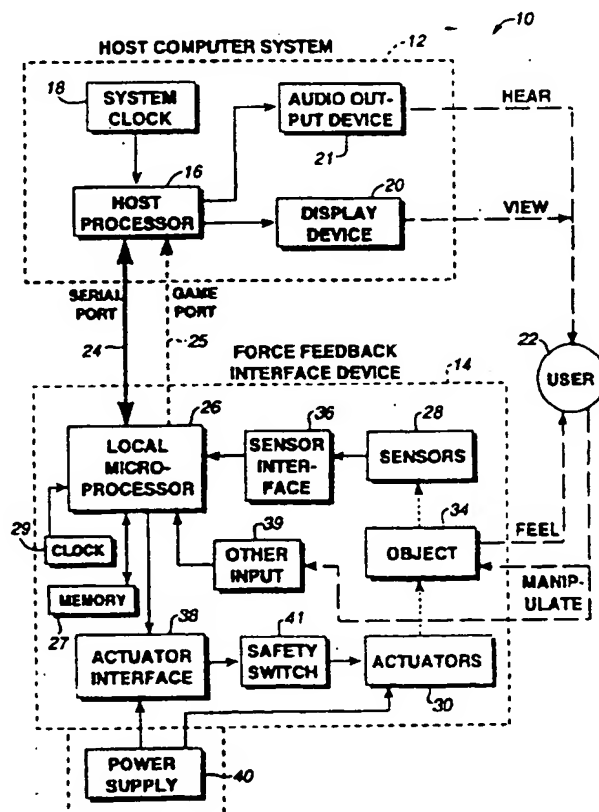 10
HOST COMPUTER SYSTEM
12
18
SYSTEM
CLOCK
AUDIO OUT-
PUT DEVICE
21
HEAR
16
HOST
PROCESSOR
20
DISPLAY
DEVICE
VIEW
SERIAL
PORT
24
GAME
PORT
25
22
USER
FORCE FEEDBACK
INTERFACE DEVICE
14
26
LOCAL
MICRO-
PROCESSOR
36
SENSOR
INTER-
FACE
28
SENSORS
29
CLOCK
39
OTHER
INPUT
34
OBJECT
FEEL
MANIP-
ULATE
MEMORY
27
38
ACTUATOR
INTERFACE
41
SAFETY
SWITCH
ACTUATORS
30
POWER
SUPPLY
40